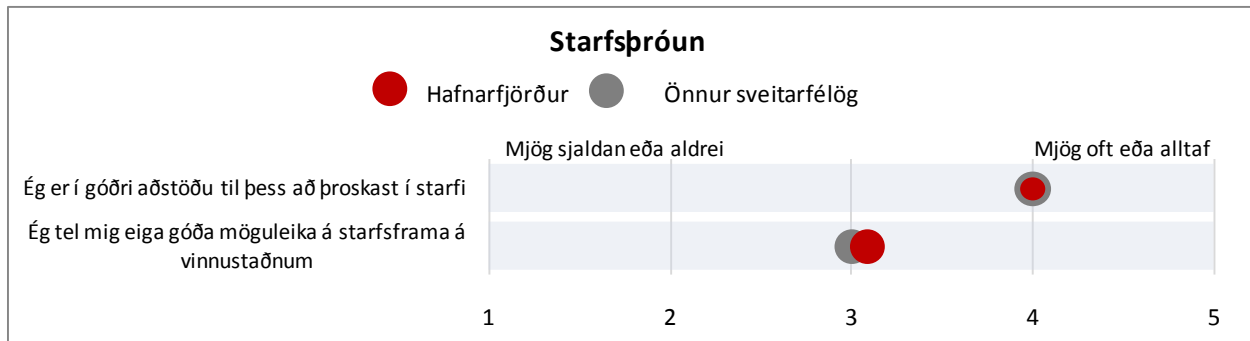 Starfsþróun
Hafnarfjörður Önnur sveitarfélög
Mjög sjaldan eða aldrei Mjög oft eða alltaf
Ég er í góðri aðstöðu til þess að þroskast í starfi
Ég tel mig eiga góða möguleika á starfsframa á
vinnustaðnum
1 2 3 4 5